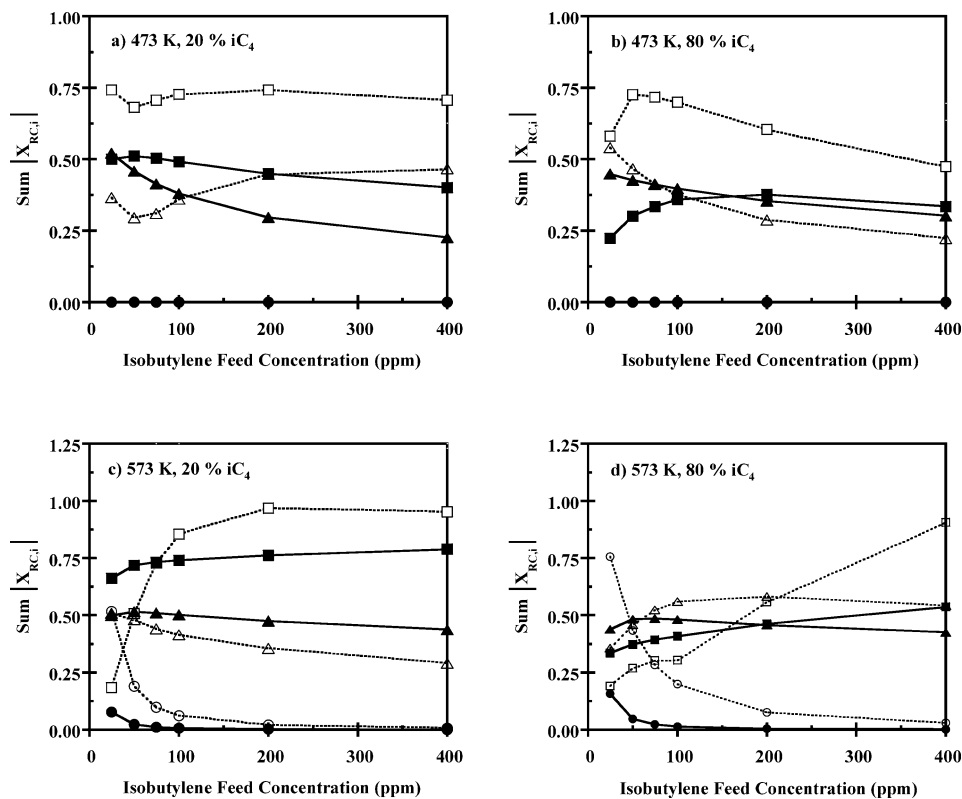 a) 473 K, 20 % iC4
1.00
0.75
0.50
0.25
0.00
Sum |X_RC,i|
0 100 200 300 400
Isobutylene Feed Concentration (ppm)
b) 473 K, 80 % iC4
1.00
0.75
0.50
0.25
0.00
Sum |X_RC,i|
0 100 200 300 400
Isobutylene Feed Concentration (ppm)
c) 573 K, 20 % iC4
1.25
1.00
0.75
0.50
0.25
0.00
Sum |X_RC,i|
0 100 200 300 400
Isobutylene Feed Concentration (ppm)
d) 573 K, 80 % iC4
1.25
1.00
0.75
0.50
0.25
0.00
Sum |X_RC,i|
0 100 200 300 400
Isobutylene Feed Concentration (ppm)